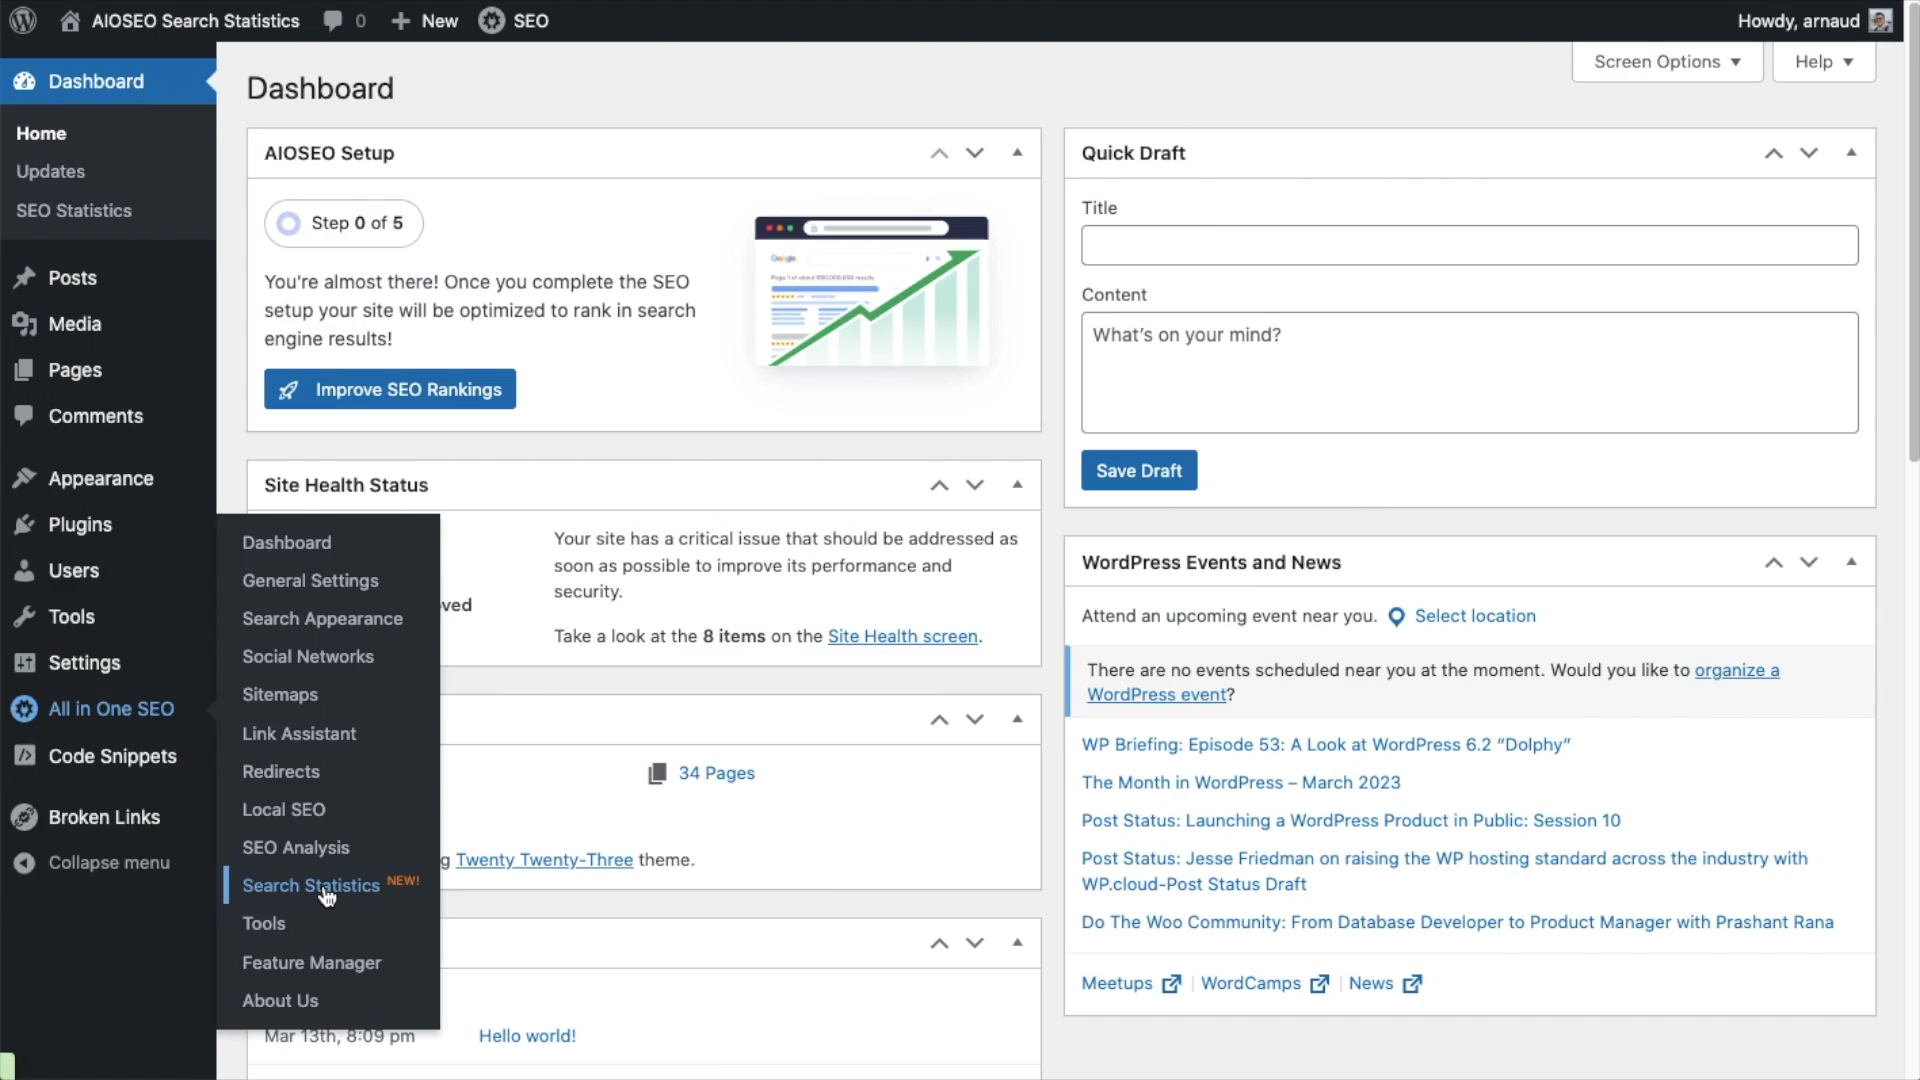 AIOSEO Search Statistics 0 New SEO Howdy, arnaud
Dashboard
Home
Updates
SEO Statistics
Posts
Media
Pages
Comments
Appearance
Plugins
Users
Tools
Settings
All in One SEO
Code Snippets
Broken Links
Collapse menu
Dashboard
General Settings
Search Appearance
Social Networks
Sitemaps
Link Assistant
Redirects
Local SEO
SEO Analysis
Search Statistics NEW!
Tools
Feature Manager
About Us
Screen Options Help
Dashboard
AIOSEO Setup
Step 0 of 5
You're almost there! Once you complete the SEO
setup your site will be optimized to rank in search
engine results!
Improve SEO Rankings
Google
Site Health Status
oved
Your site has a critical issue that should be addressed as
soon as possible to improve its performance and
security.
Take a look at the 8 items on the Site Health screen.
34 Pages
g Twenty Twenty-Three theme.
Mar 13th, 8:09 pm Hello world!
Quick Draft
Title
Content
What's on your mind?
Save Draft
WordPress Events and News
Attend an upcoming event near you. Select location
There are no events scheduled near you at the moment. Would you like to organize a
WordPress event?
WP Briefing: Episode 53: A Look at WordPress 6.2 “Dolphy”
The Month in WordPress – March 2023
Post Status: Launching a WordPress Product in Public: Session 10
Post Status: Jesse Friedman on raising the WP hosting standard across the industry with
WP.cloud-Post Status Draft
Do The Woo Community: From Database Developer to Product Manager with Prashant Rana
Meetups WordCamps News